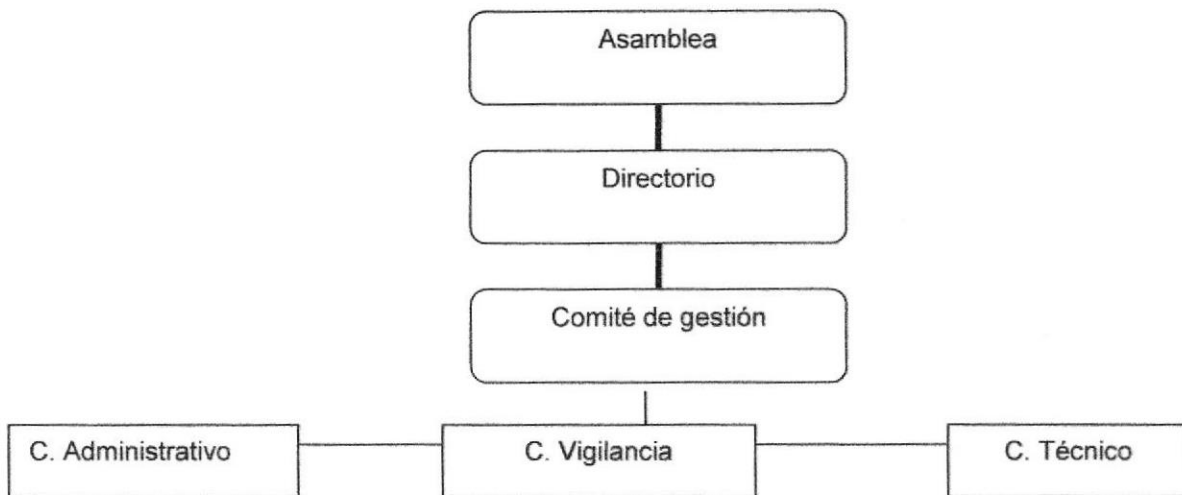 Asamblea
Directorio
Comité de gestión
C. Administrativo
C. Vigilancia
C. Técnico